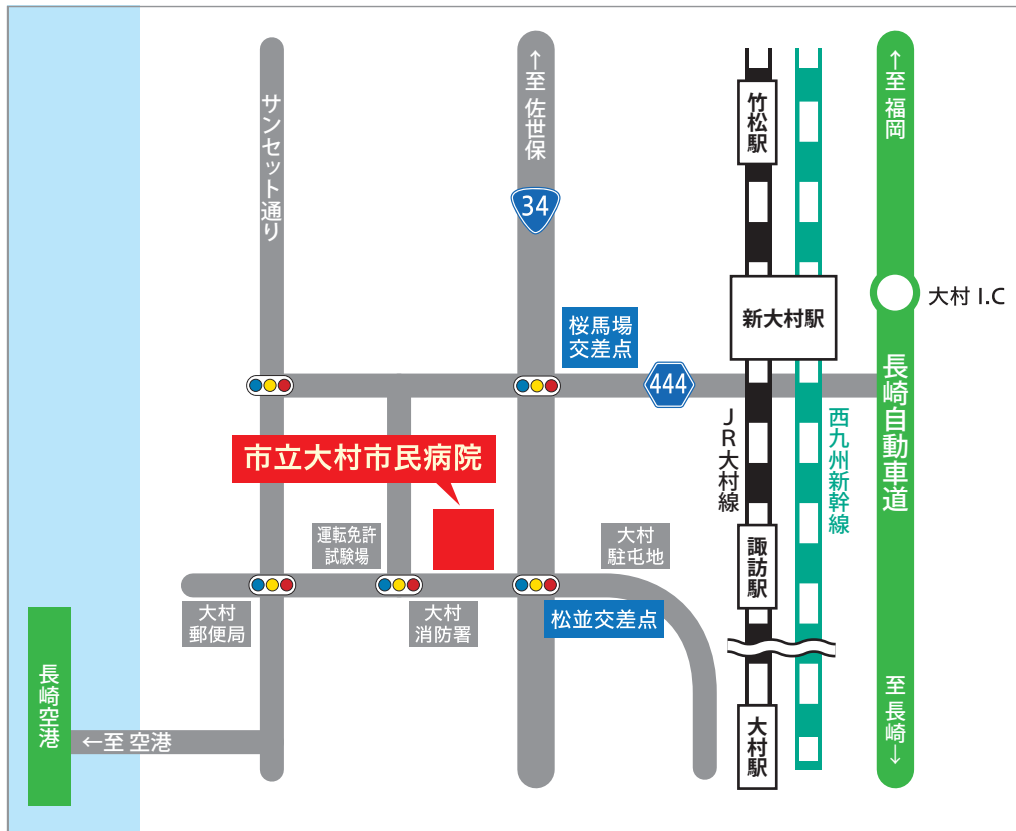 サンセット通り
↑至 佐世保
34
竹松駅
↑至 福岡
新大村駅
大村 I.C
桜馬場
交差点
444
長崎自動車道
JR大村線
西九州新幹線
市立大村市民病院
運転免許
試験場
大村
駐屯地
諏訪駅
大村
郵便局
大村
消防署
松並交差点
長崎空港
←至 空港
大村駅
至 長崎↓